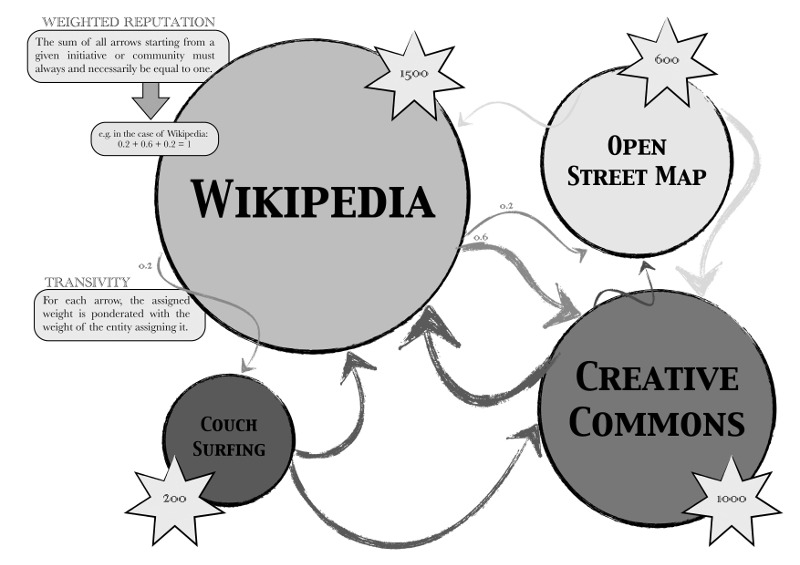 WEIGHTED REPUTATION
The sum of all arrows starting from a
given initiative or community must
always and necessarily be equal to one.
e.g. in the case of Wikipedia:
0.2 + 0.6 + 0.2 = 1
1500
600
WIKIPEDIA
OPEN
STREET MAP
0.2
0.6
0.2
TRANSIVITY
For each arrow, the assigned
weight is ponderated with the
weight of the entity assigning it.
CREATIVE
COMMONS
COUCH
SURFING
200
1000